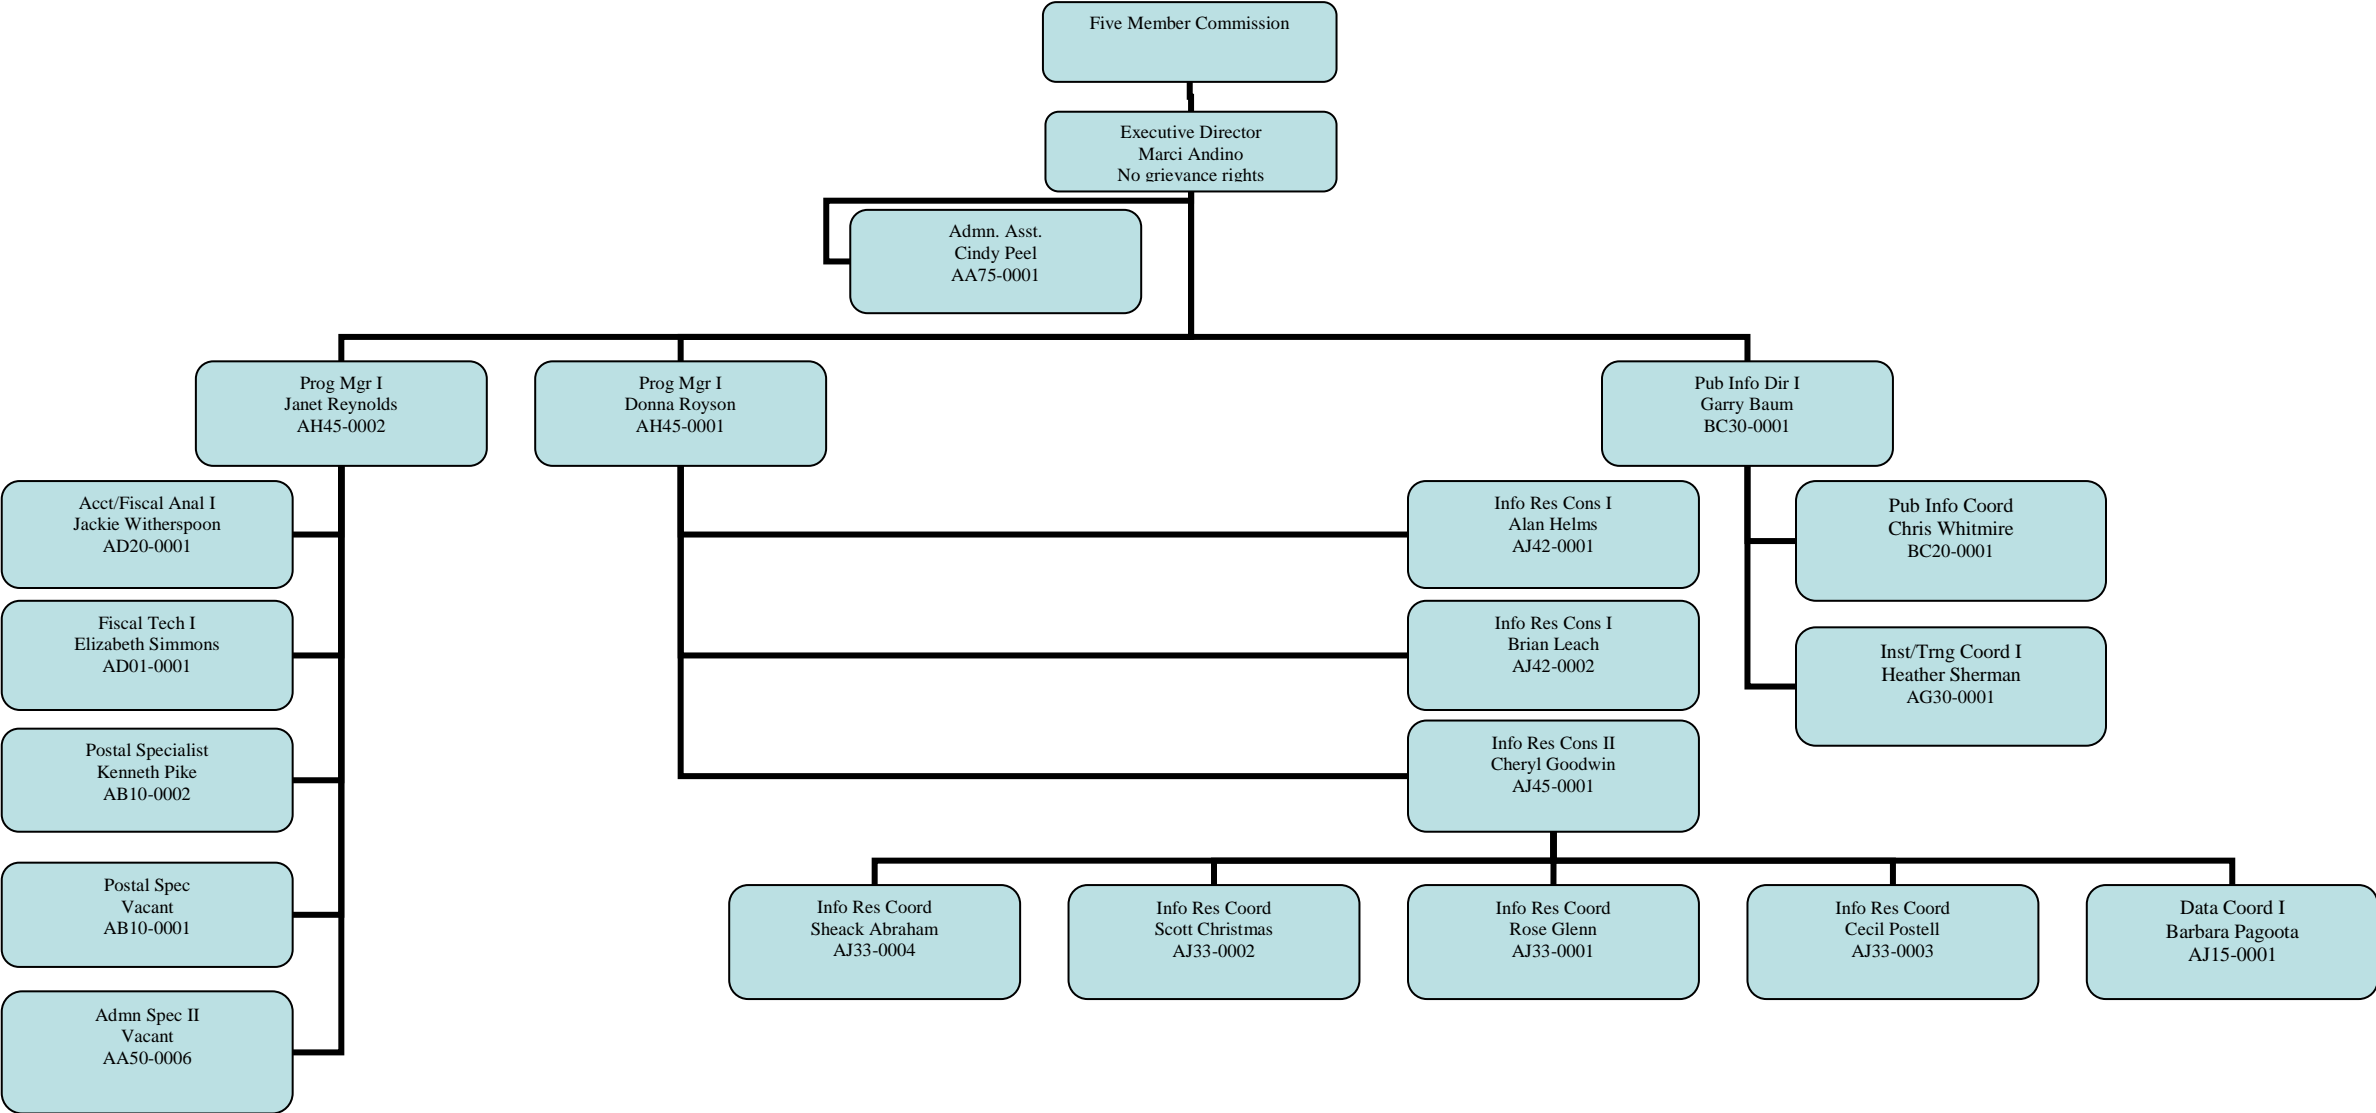 Five Member Commission
Executive Director
Marci Andino
No grievance rights
Admn. Asst.
Cindy Peel
AA75-0001
Prog Mgr I
Janet Reynolds
AH45-0002
Prog Mgr I
Donna Royson
AH45-0001
Pub Info Dir I
Garry Baum
BC30-0001
Acct/Fiscal Anal I
Jackie Witherspoon
AD20-0001
Fiscal Tech I
Elizabeth Simmons
AD01-0001
Postal Specialist
Kenneth Pike
AB10-0002
Postal Spec
Vacant
AB10-0001
Admn Spec II
Vacant
AA50-0006
Info Res Cons I
Alan Helms
AJ42-0001
Info Res Cons I
Brian Leach
AJ42-0002
Info Res Cons II
Cheryl Goodwin
AJ45-0001
Pub Info Coord
Chris Whitmire
BC20-0001
Inst/Trng Coord I
Heather Sherman
AG30-0001
Info Res Coord
Sheack Abraham
AJ33-0004
Info Res Coord
Scott Christmas
AJ33-0002
Info Res Coord
Rose Glenn
AJ33-0001
Info Res Coord
Cecil Postell
AJ33-0003
Data Coord I
Barbara Pagoota
AJ15-0001